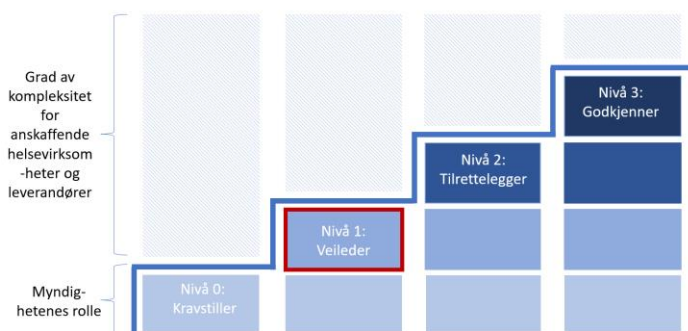 Grad av
kompleksitet
for
anskaffende
helsevirksom
-heter og
leverandører
Nivå 3:
Godkjenner
Nivå 2:
Tilrettelegger
Nivå 1:
Veileder
Myndig-
hetenes rolle
Nivå 0:
Kravstiller